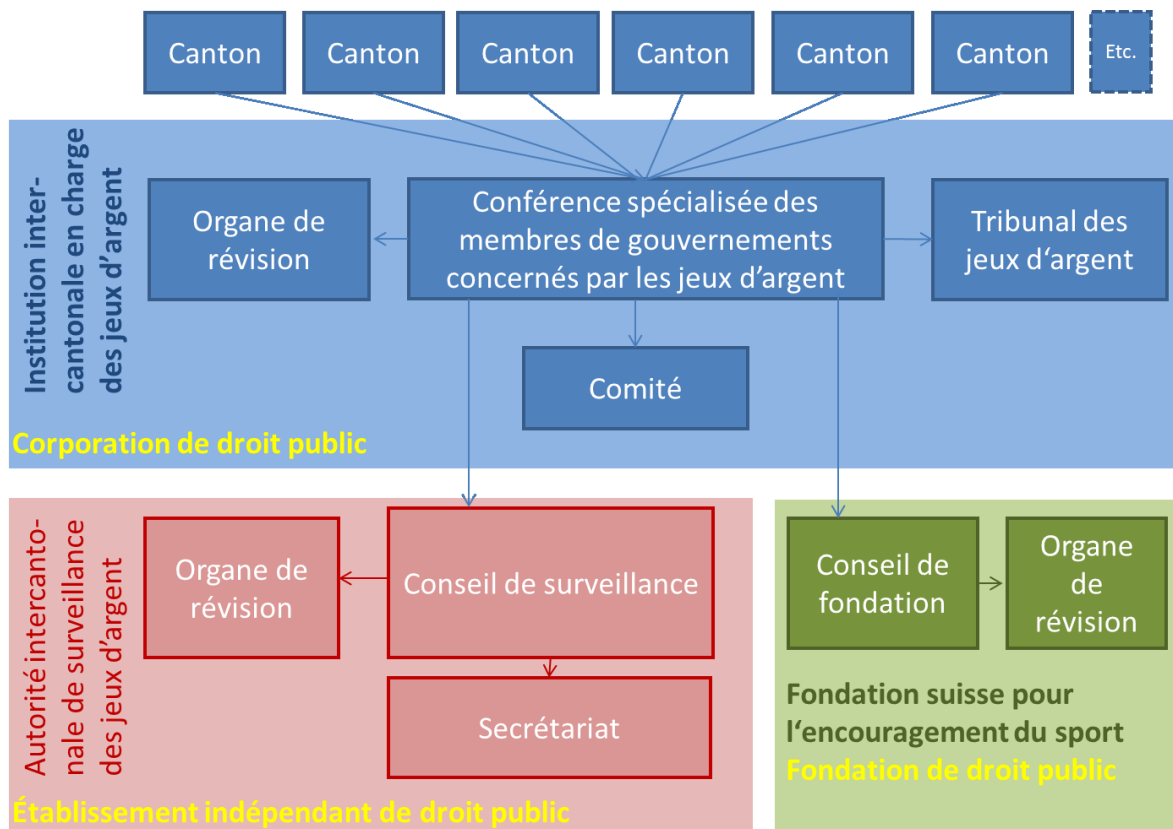 Canton
Canton
Canton
Canton
Canton
Canton
Etc.
Institution inter-
cantonale en charge
des jeux d’argent
Organe de
révision
Conférence spécialisée des
membres de gouvernements
concernés par les jeux d’argent
Tribunal des
jeux d‘argent
Comité
Corporation de droit public
Autorité intercanto-
nale de surveillance
des jeux d’argent
Organe de
révision
Conseil de surveillance
Secrétariat
Établissement indépendant de droit public
Conseil de
fondation
Organe
de
révision
Fondation suisse pour
l‘encouragement du sport
Fondation de droit public